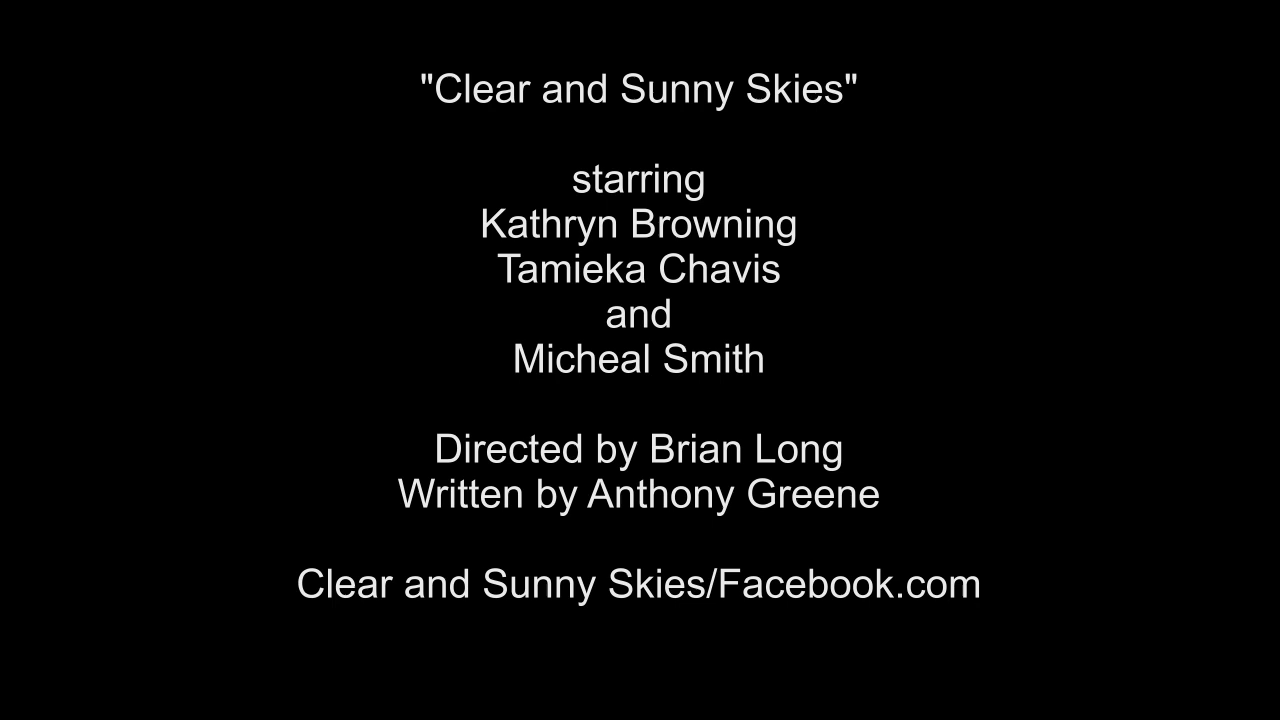 "Clear and Sunny Skies"
starring
Kathryn Browning
Tamieka Chavis
and
Micheal Smith
Directed by Brian Long
Written by Anthony Greene
Clear and Sunny Skies/Facebook.com